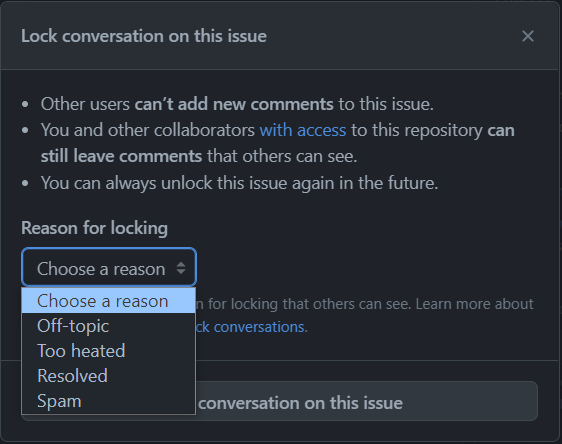 Lock conversation on this issue
• Other users can't add new comments to this issue.
• You and other collaborators with access to this repository can
still leave comments that others can see.
• You can always unlock this issue again in the future.
Reason for locking
Choose a reason
Choose a reason
n for locking that others can see. Learn more about
Off-topic
ck conversations.
Too heated
Resolved
Spam
conversation on this issue